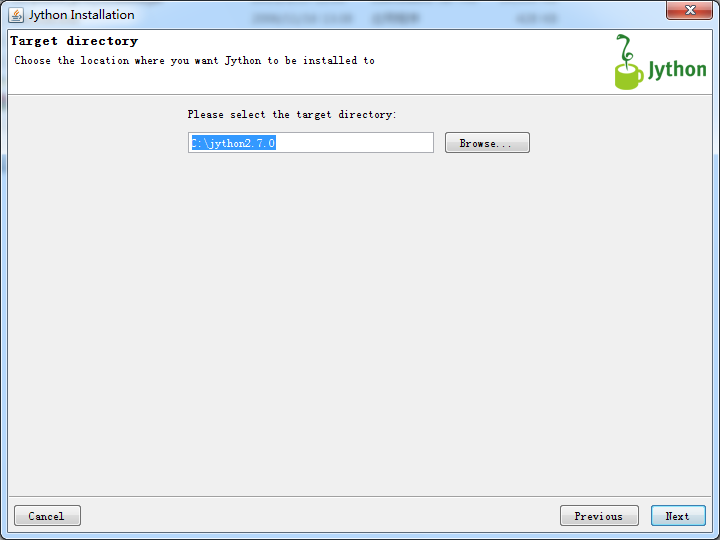 Jython Installation
Target directory
Choose the location where you want Jython to be installed to
Jython
Please select the target directory:
C:\jython2.7.0
Browse...
Cancel
Previous
Next